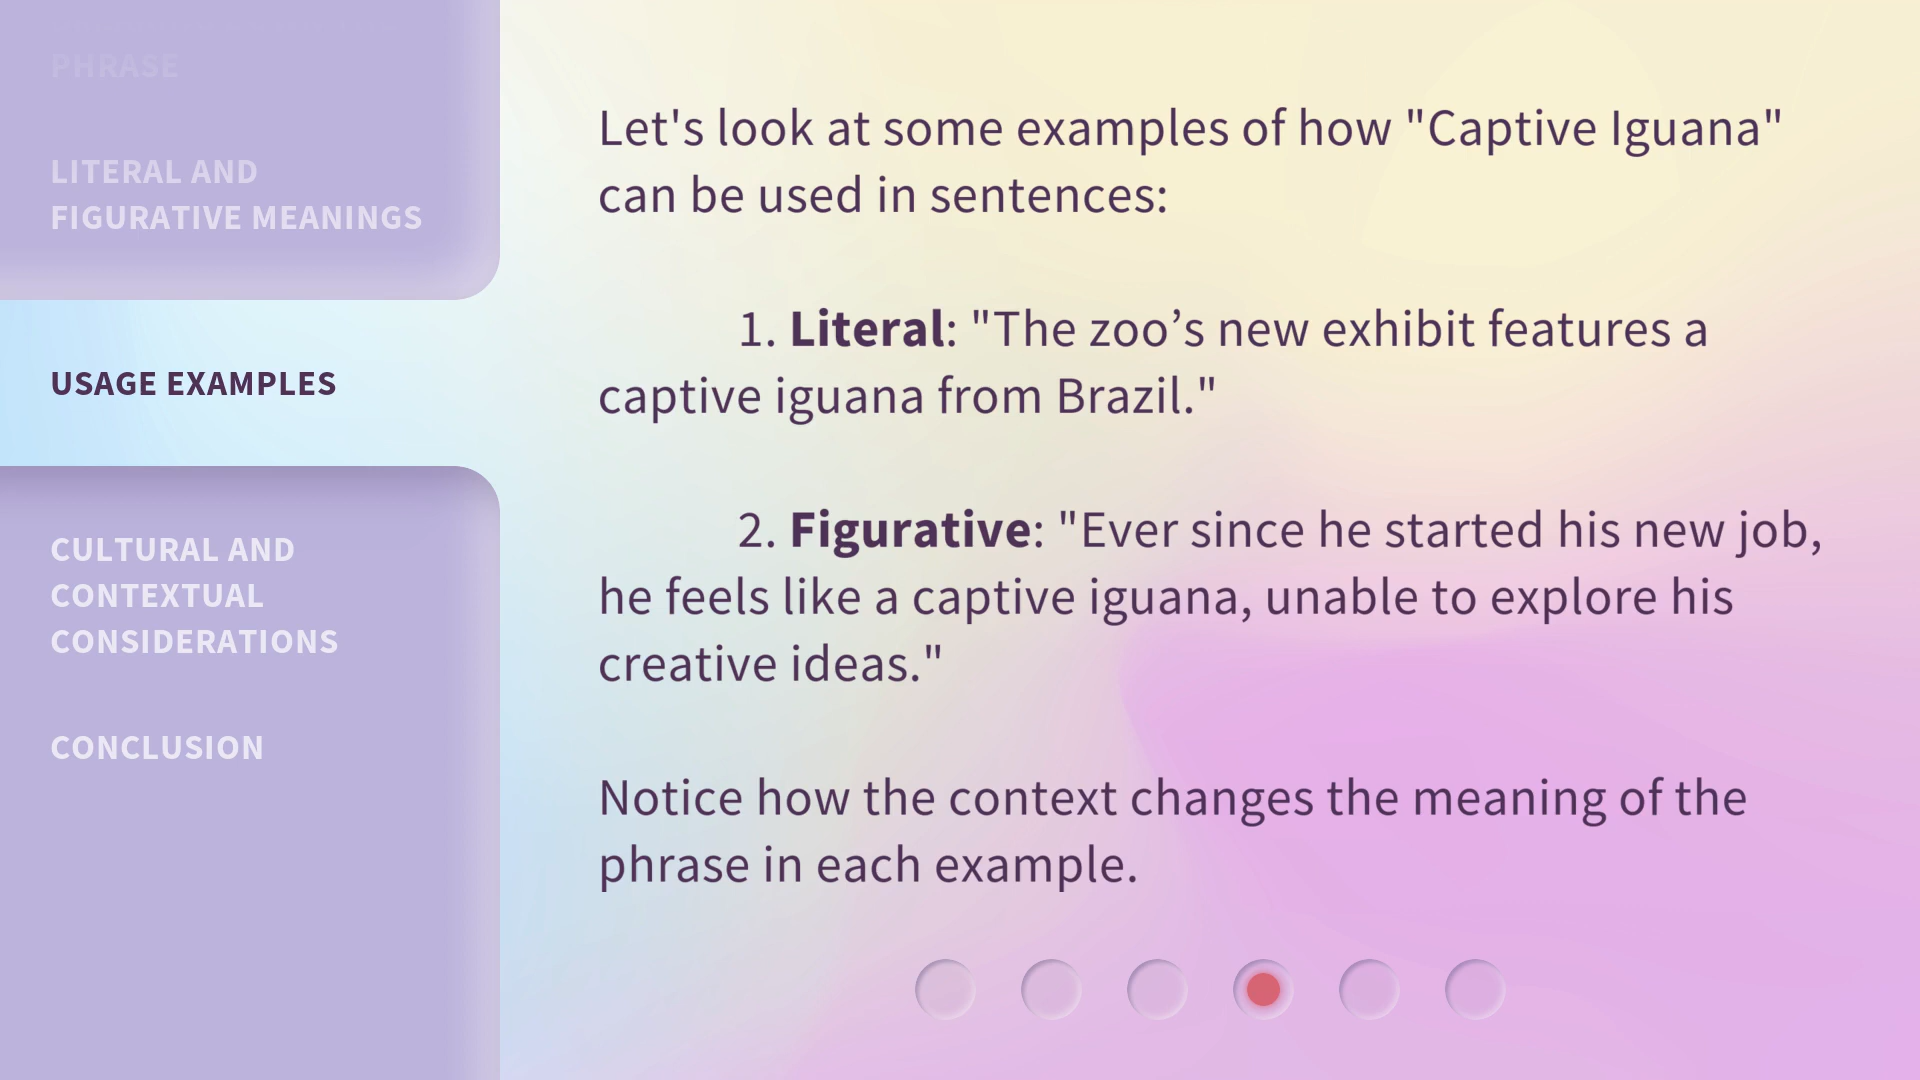 PHRASE
LITERAL AND
FIGURATIVE MEANINGS
USAGE EXAMPLES
CULTURAL AND
CONTEXTUAL
CONSIDERATIONS
CONCLUSION
Let's look at some examples of how "Captive Iguana"
can be used in sentences:
1. Literal: "The zoo’s new exhibit features a
captive iguana from Brazil."
2. Figurative: "Ever since he started his new job,
he feels like a captive iguana, unable to explore his
creative ideas."
Notice how the context changes the meaning of the
phrase in each example.